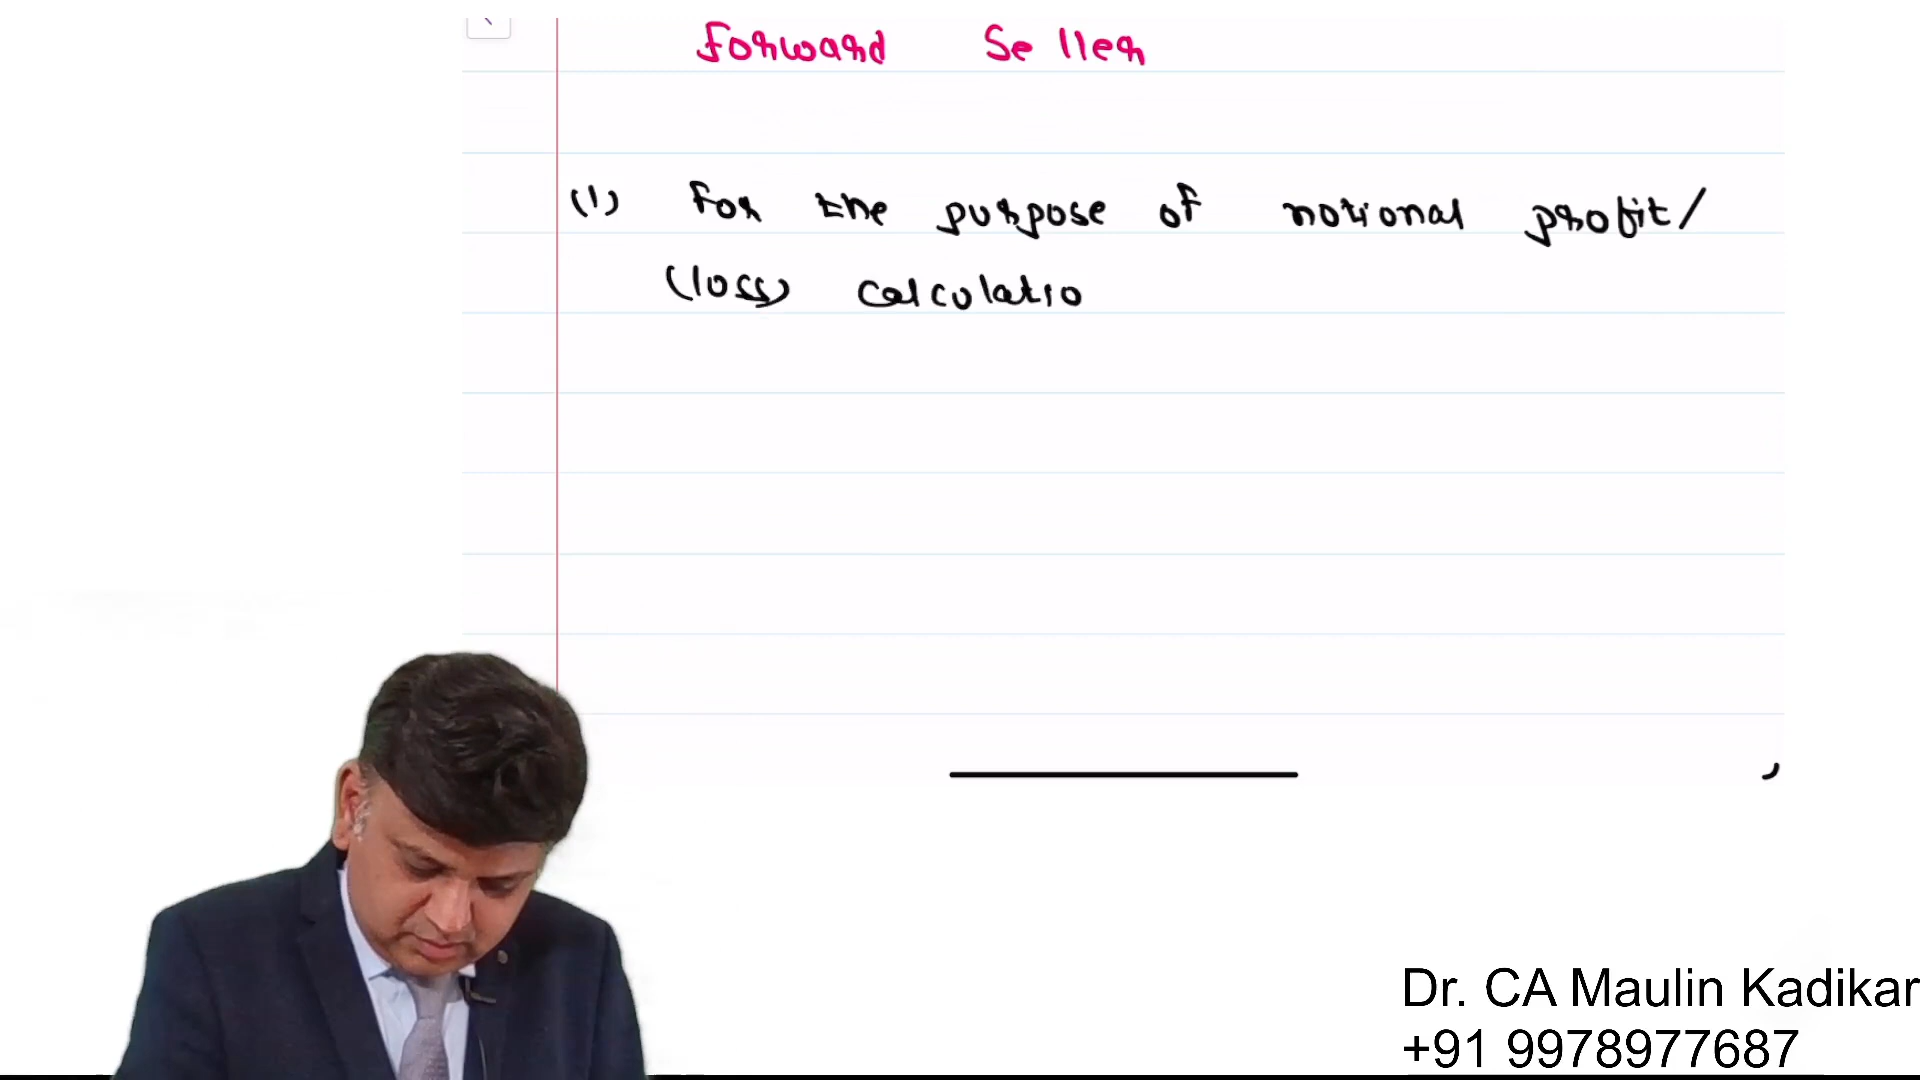 Forward Seller
(1) For the purpose of notional profit/
(loss) calculatio
Dr. CA Maulin Kadikar
+91 9978977687